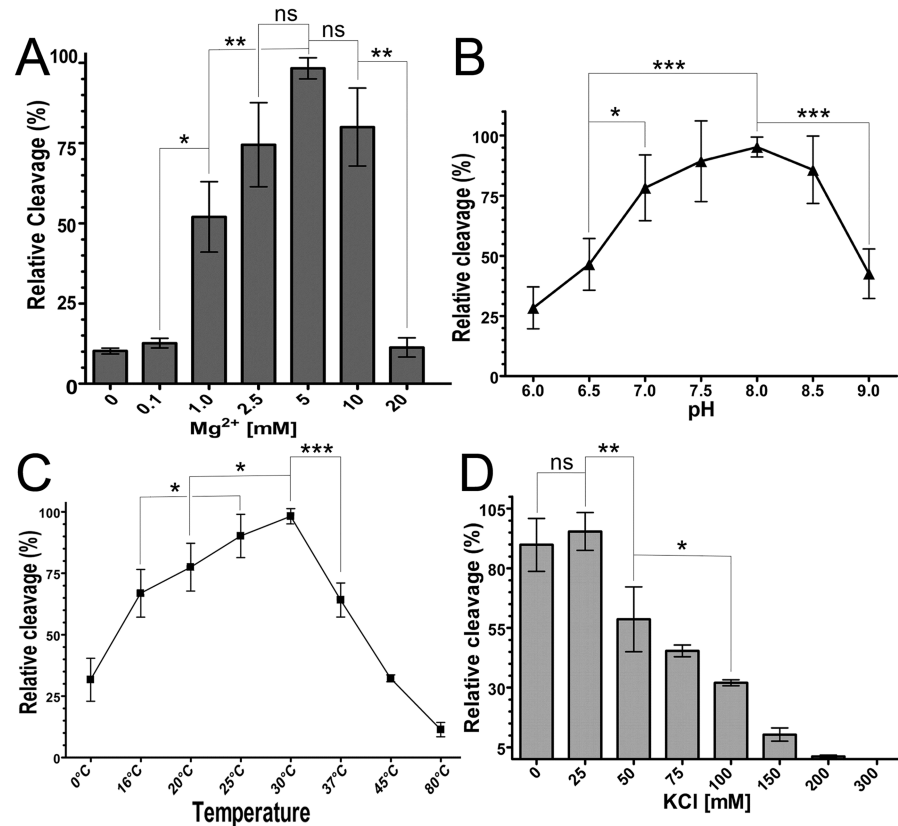 A
ns
**
ns
**
*
Relative Cleavage (%)
100
75
50
25
0
0
0.1
1.0
2.5
5
10
20
Mg²⁺ [mM]
B
***
*
***
Relative cleavage (%)
100
75
50
25
0
6.0
6.5
7.0
7.5
8.0
8.5
9.0
pH
C
***
*
*
Relative cleavage (%)
100
75
50
25
0
0°C
16°C
20°C
25°C
30°C
37°C
45°C
80°C
Temperature
D
ns
**
*
Relative cleavage (%)
105
80
55
30
5
0
25
50
75
100
150
200
300
KCl [mM]